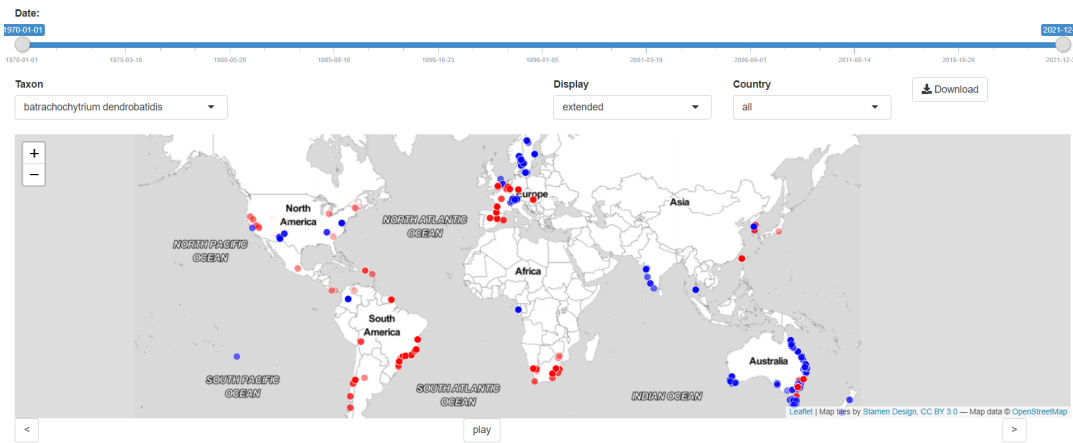 Date:
1970-01-01
2021-12
1970-01-01 1975-03-16 1980-05-28 1985-08-10 1990-10-23 1996-01-05 2001-03-19 2006-06-01 2011-08-14 2016-10-26 2021-12-
Taxon
Display
Country
batrachochytrium dendrobatidis
extended
all
Download
+
−
North
America
NORTH ATLANTIC
OCEAN
NORTH PACIFIC
OCEAN
Europe
Asia
Africa
South
America
Australia
SOUTH PACIFIC
OCEAN
SOUTH ATLANTIC
OCEAN
INDIAN OCEAN
Leaflet | Map tiles by Stamen Design, CC BY 3.0 — Map data © OpenStreetMap
<
play
>